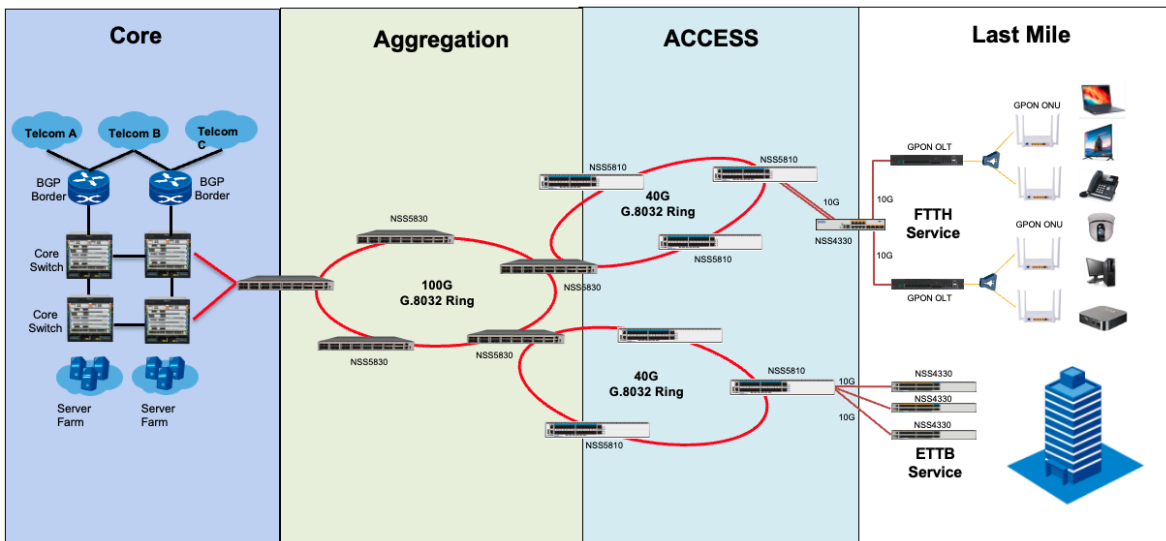 Core
Aggregation
ACCESS
Last Mile
Telcom A
Telcom B
Telcom
C
BGP
Border
BGP
Border
Core
Switch
Core
Switch
Server
Farm
Server
Farm
NSS5830
100G
G.8032 Ring
NSS5830
NSS5830
NSS5830
NSS5810
40G
G.8032 Ring
NSS5810
NSS5810
10G
NSS4330
10G
10G
GPON OLT
FTTH
Service
GPON OLT
GPON ONU
GPON ONU
40G
G.8032 Ring
NSS5810
NSS5810
10G
10G
NSS4330
NSS4330
NSS4330
ETTB
Service